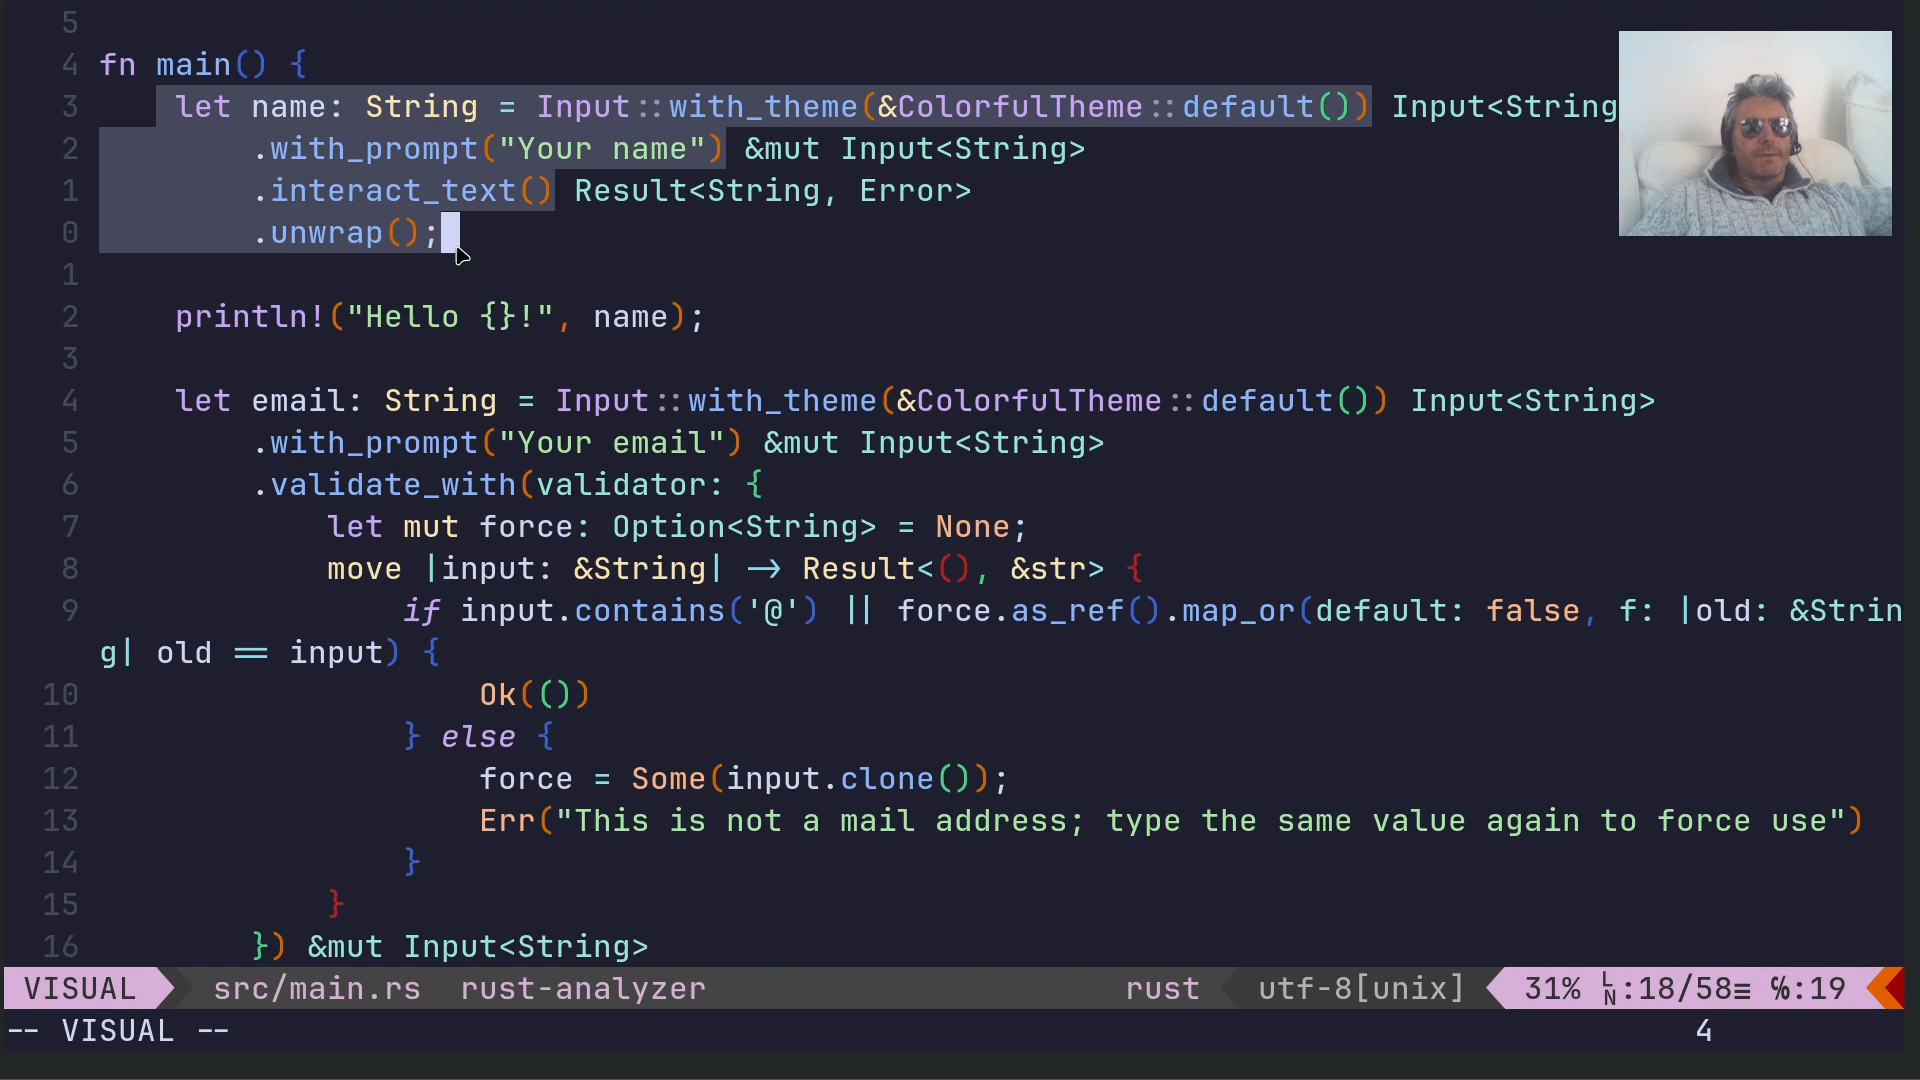 5
4 fn main() {
3     let name: String = Input::with_theme(&ColorfulTheme::default()) Input<String
2         .with_prompt("Your name") &mut Input<String>
1         .interact_text() Result<String, Error>
0         .unwrap();
1
2     println!("Hello {}!", name);
3
4     let email: String = Input::with_theme(&ColorfulTheme::default()) Input<String>
5         .with_prompt("Your email") &mut Input<String>
6         .validate_with(validator: {
7             let mut force: Option<String> = None;
8             move |input: &String| -> Result<(), &str> {
9                 if input.contains('@') || force.as_ref().map_or(default: false, f: |old: &Strin
g| old == input) {
10                     Ok(())
11                 } else {
12                     force = Some(input.clone());
13                     Err("This is not a mail address; type the same value again to force use")
14                 }
15             }
16         }) &mut Input<String>
VISUAL src/main.rs rust-analyzer rust utf-8[unix] 31% LN:18/58≡ ℅:19
-- VISUAL -- 4